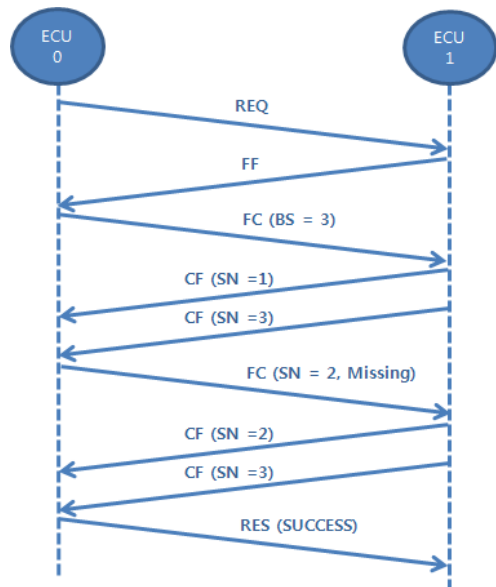 ECU
0
ECU
1
REQ
FF
FC (BS = 3)
CF (SN =1)
CF (SN =3)
FC (SN = 2, Missing)
CF (SN =2)
CF (SN =3)
RES (SUCCESS)